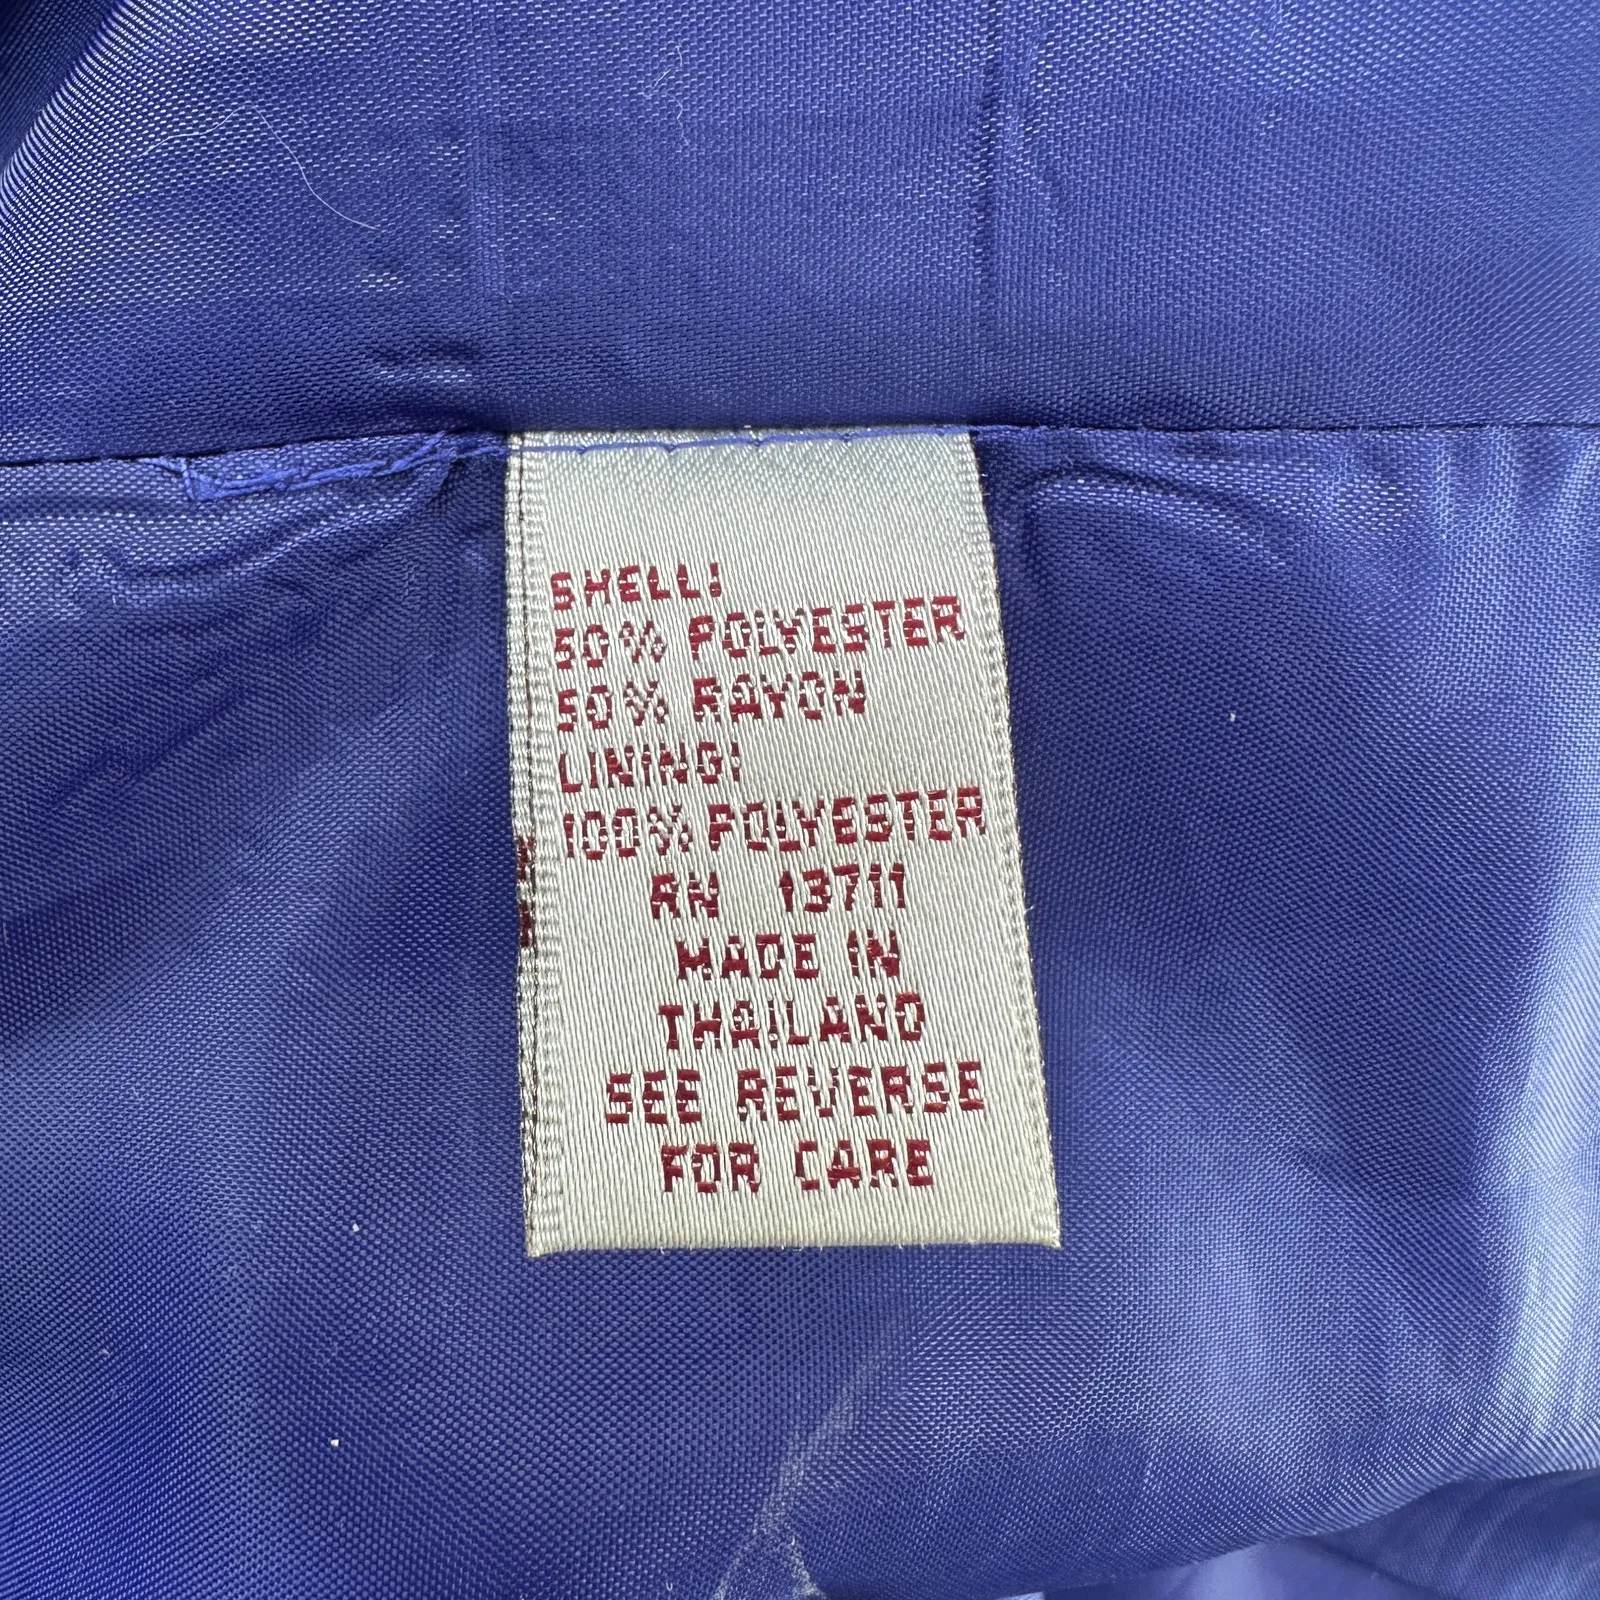 SHELL:
50% POLYESTER
50% RAYON
LINING:
100% POLYESTER
RN 13711
MADE IN
THAILAND
SEE REVERSE
FOR CARE